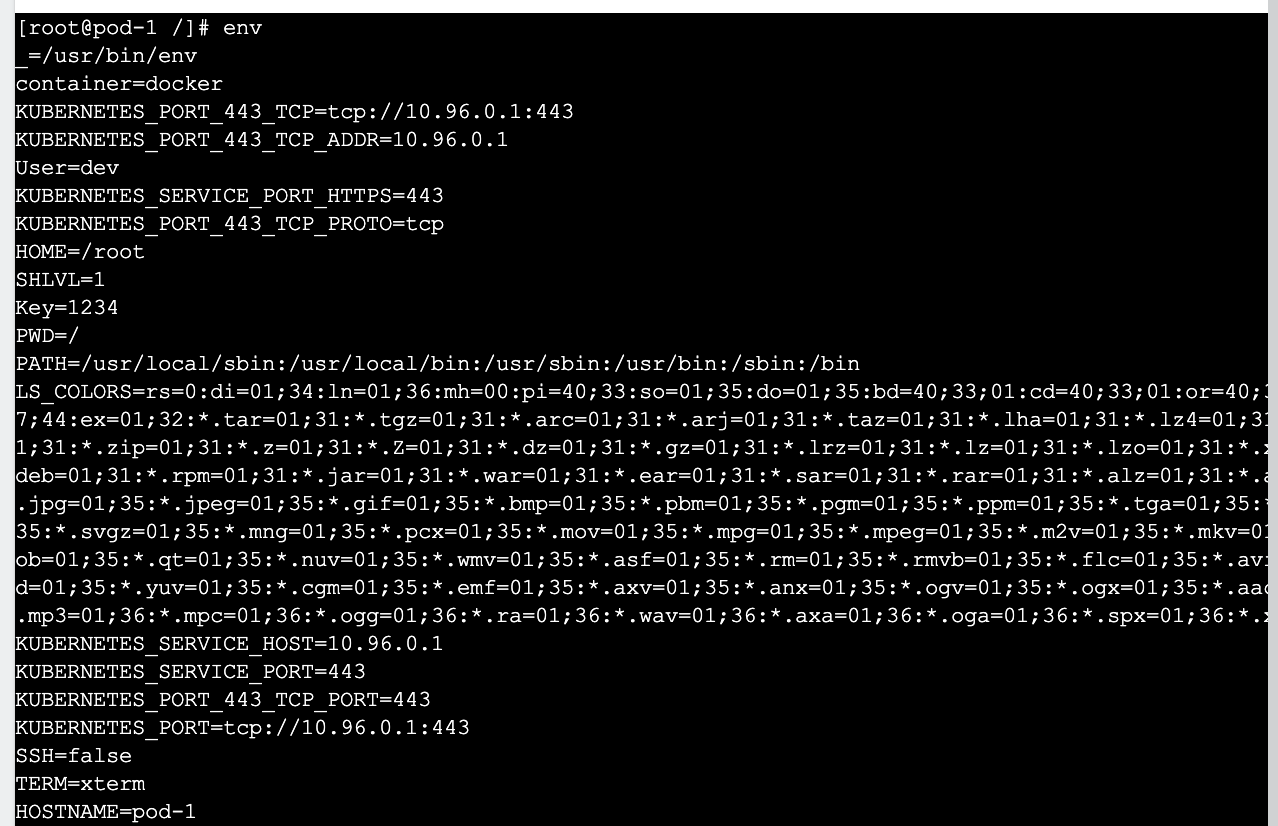 [root@pod-1 /]# env
_=/usr/bin/env
container=docker
KUBERNETES_PORT_443_TCP=tcp://10.96.0.1:443
KUBERNETES_PORT_443_TCP_ADDR=10.96.0.1
User=dev
KUBERNETES_SERVICE_PORT_HTTPS=443
KUBERNETES_PORT_443_TCP_PROTO=tcp
HOME=/root
SHLVL=1
Key=1234
PWD=/
PATH=/usr/local/sbin:/usr/local/bin:/usr/sbin:/usr/bin:/sbin:/bin
LS_COLORS=rs=0:di=01;34:ln=01;36:mh=00:pi=40;33:so=01;35:do=01;35:bd=40;33;01:cd=40;33;01:or=40;
7;44:ex=01;32:*.tar=01;31:*.tgz=01;31:*.arc=01;31:*.arj=01;31:*.taz=01;31:*.lha=01;31:*.lz4=01;31
1;31:*.zip=01;31:*.z=01;31:*.Z=01;31:*.dz=01;31:*.gz=01;31:*.lrz=01;31:*.lz=01;31:*.lzo=01;31:*.
deb=01;31:*.rpm=01;31:*.jar=01;31:*.war=01;31:*.ear=01;31:*.sar=01;31:*.rar=01;31:*.alz=01;31:*.
.jpg=01;35:*.jpeg=01;35:*.gif=01;35:*.bmp=01;35:*.pbm=01;35:*.pgm=01;35:*.ppm=01;35:*.tga=01;35:
35:*.svgz=01;35:*.mng=01;35:*.pcx=01;35:*.mov=01;35:*.mpg=01;35:*.mpeg=01;35:*.m2v=01;35:*.mkv=01
ob=01;35:*.qt=01;35:*.nuv=01;35:*.wmv=01;35:*.asf=01;35:*.rm=01;35:*.rmvb=01;35:*.flc=01;35:*.avi
d=01;35:*.yuv=01;35:*.cgm=01;35:*.emf=01;35:*.axv=01;35:*.anx=01;35:*.ogv=01;35:*.ogx=01;35:*.aac
.mp3=01;36:*.mpc=01;36:*.ogg=01;36:*.ra=01;36:*.wav=01;36:*.axa=01;36:*.oga=01;36:*.spx=01;36:*.
KUBERNETES_SERVICE_HOST=10.96.0.1
KUBERNETES_SERVICE_PORT=443
KUBERNETES_PORT_443_TCP_PORT=443
KUBERNETES_PORT=tcp://10.96.0.1:443
SSH=false
TERM=xterm
HOSTNAME=pod-1